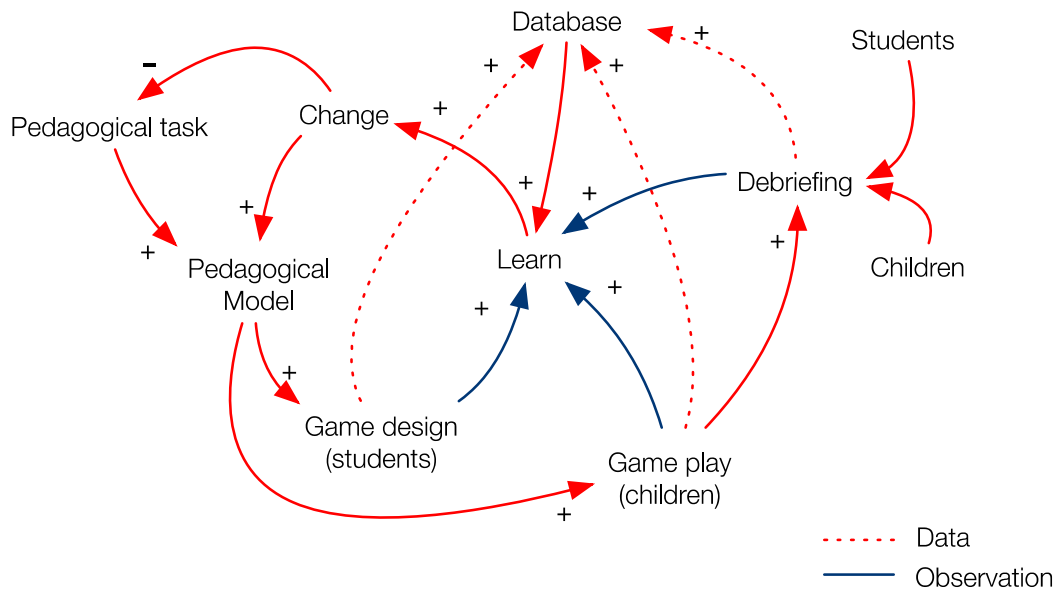 Database
+
Students
+
+
–
+
Change
Pedagogical task
Debriefing
+
+
+
+
+
Learn
Children
Pedagogical
Model
+
+
+
Game design
(students)
Game play
(children)
+
Data
Observation